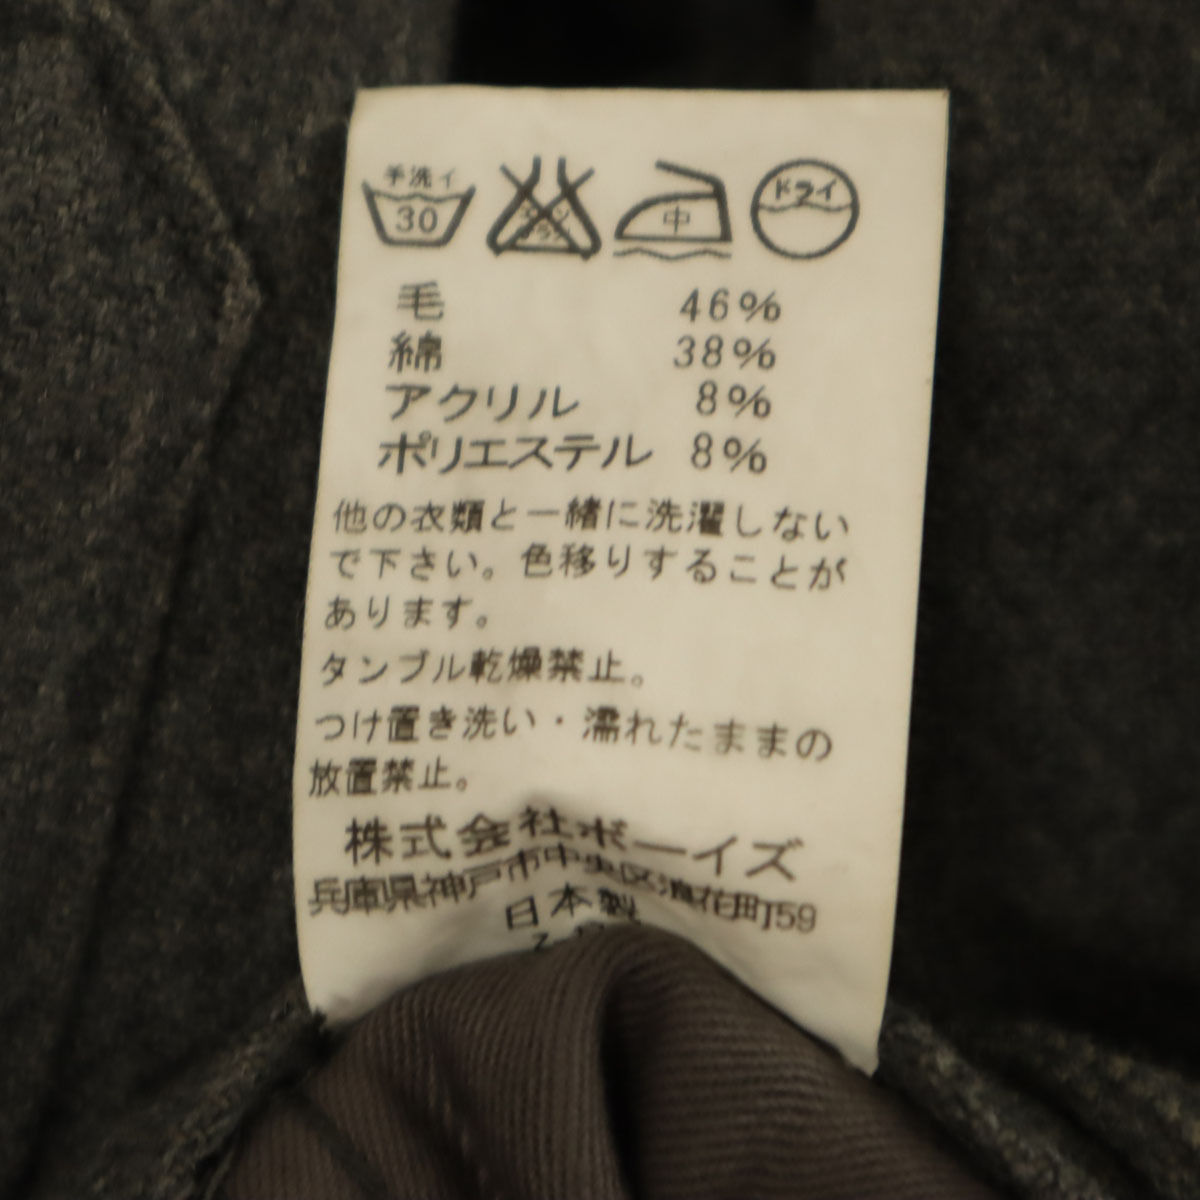 手洗イ
30
中
ドライ
毛 46%
綿 38%
アクリル 8%
ポリエステル 8%
他の衣類と一緒に洗濯しない
で下さい。色移りすることが
あります。
タンブル乾燥禁止。
つけ置き洗い・濡れたままの
放置禁止。
株式会社ボーイズ
兵庫県神戸市中央区浪花町59
日本製